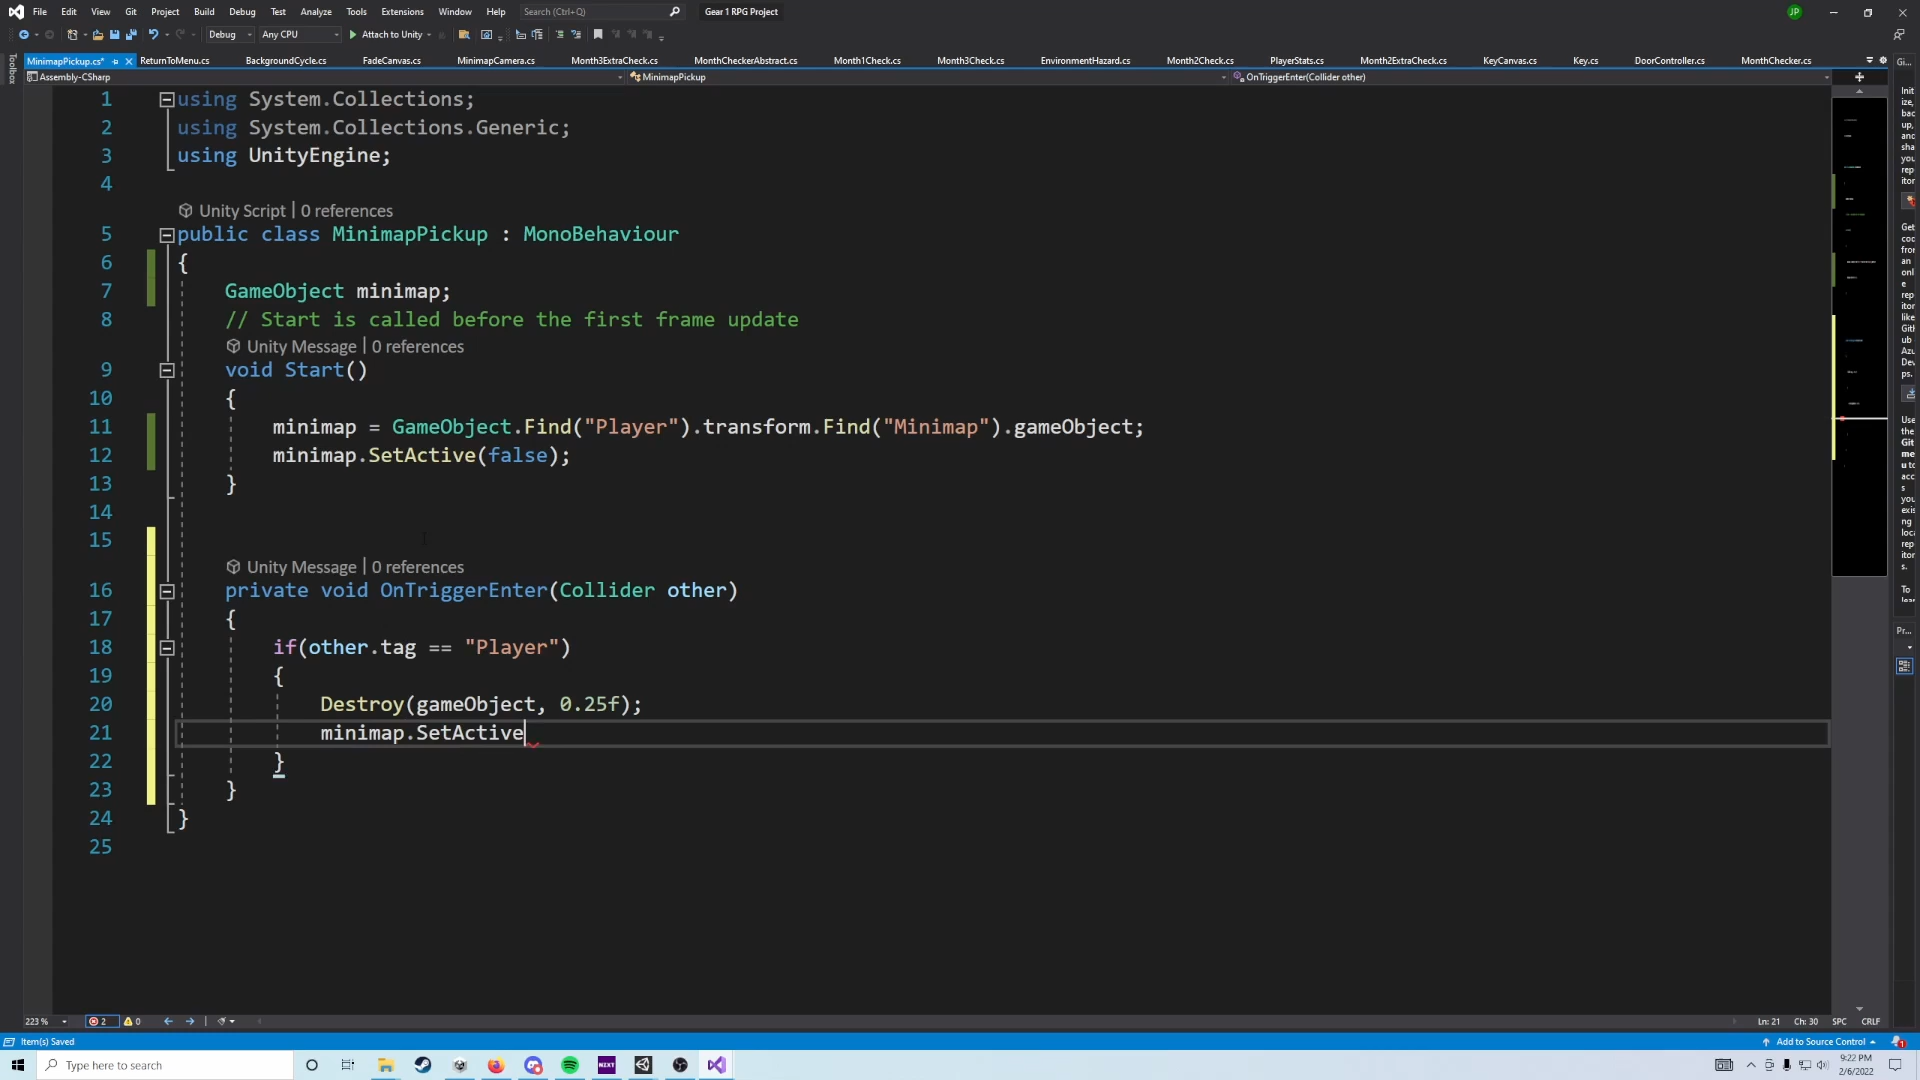 File Edit View Git Project Build Debug Test Analyze Tools Extensions Window Help Search (Ctrl+Q) Gear 1 RPG Project JP
Debug Any CPU Attach to Unity
MinimapPickup.cs* ReturnToMenu.cs BackgroundCycle.cs FadeCanvas.cs MinimapCamera.cs Month3ExtraCheck.cs MonthCheckerAbstract.cs Month1Check.cs Month3Check.cs EnvironmentHazard.cs Month2Check.cs PlayerStats.cs Month2ExtraCheck.cs KeyCanvas.cs Key.cs DoorController.cs MonthChecker.cs
Toolbox
Assembly-CSharp MinimapPickup OnTriggerEnter(Collider other)
1 using System.Collections;
2 using System.Collections.Generic;
3 using UnityEngine;
4
Unity Script | 0 references
5 public class MinimapPickup : MonoBehaviour
6 {
7 GameObject minimap;
8 // Start is called before the first frame update
Unity Message | 0 references
9 void Start()
10 {
11 minimap = GameObject.Find("Player").transform.Find("Minimap").gameObject;
12 minimap.SetActive(false);
13 }
14
15
Unity Message | 0 references
16 private void OnTriggerEnter(Collider other)
17 {
18 if(other.tag == "Player")
19 {
20 Destroy(gameObject, 0.25f);
21 minimap.SetActive
22 }
23 }
24 }
25
223 % 2 0 Ln: 21 Ch: 30 SPC CRLF
Item(s) Saved Add to Source Control 1
Type here to search NZXT 9:22 PM
2/6/2022